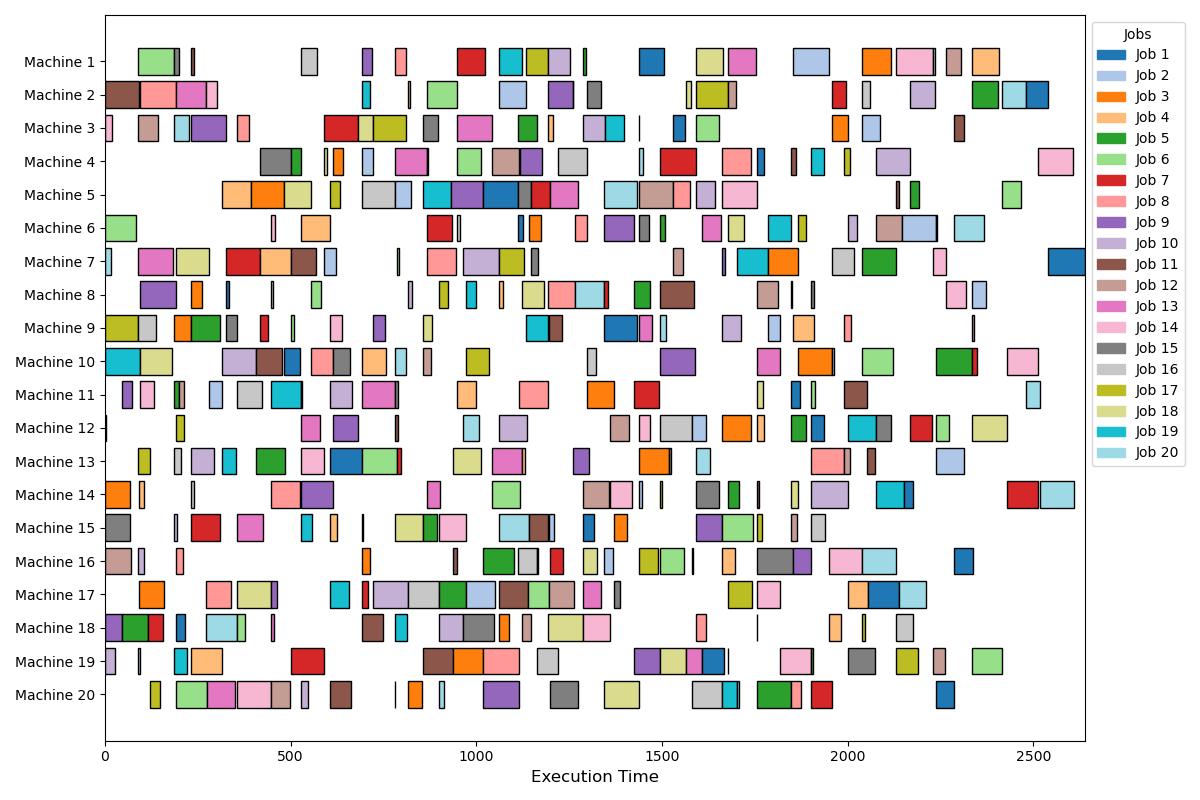 Machine 1
Machine 2
Machine 3
Machine 4
Machine 5
Machine 6
Machine 7
Machine 8
Machine 9
Machine 10
Machine 11
Machine 12
Machine 13
Machine 14
Machine 15
Machine 16
Machine 17
Machine 18
Machine 19
Machine 20
0 500 1000 1500 2000 2500
Execution Time
Jobs
Job 1
Job 2
Job 3
Job 4
Job 5
Job 6
Job 7
Job 8
Job 9
Job 10
Job 11
Job 12
Job 13
Job 14
Job 15
Job 16
Job 17
Job 18
Job 19
Job 20